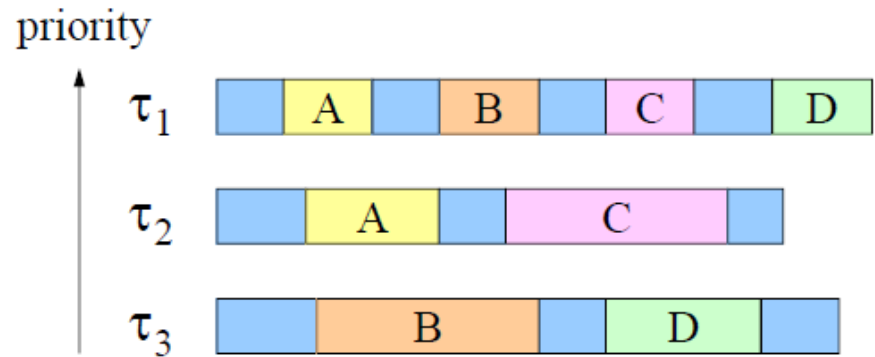 priority
τ1 A B C D
τ2 A C
τ3 B D